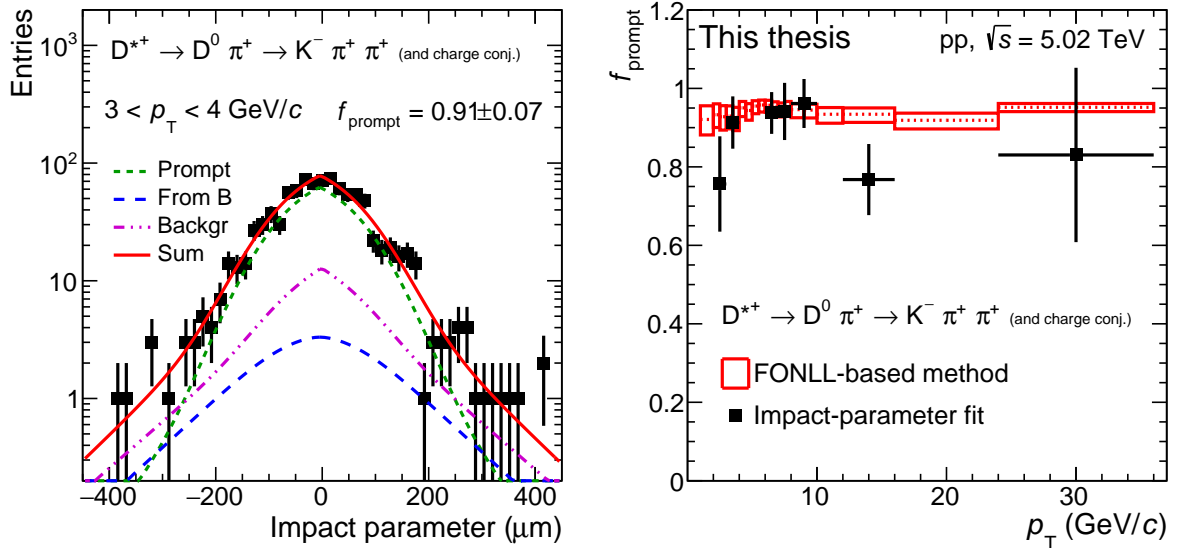 Entries
10³
10²
10
1
D*⁺ → D⁰ π⁺ → K⁻ π⁺ π⁺ (and charge conj.)
3 < p_T < 4 GeV/c f_prompt = 0.91±0.07
Prompt
From B
Backgr
Sum
−400 −200 0 200 400
Impact parameter (μm)
f_prompt
1.2
1
0.8
0.6
0.4
0.2
0
This thesis pp, √s = 5.02 TeV
D*⁺ → D⁰ π⁺ → K⁻ π⁺ π⁺ (and charge conj.)
FONLL-based method
Impact-parameter fit
10 20 30
p_T (GeV/c)